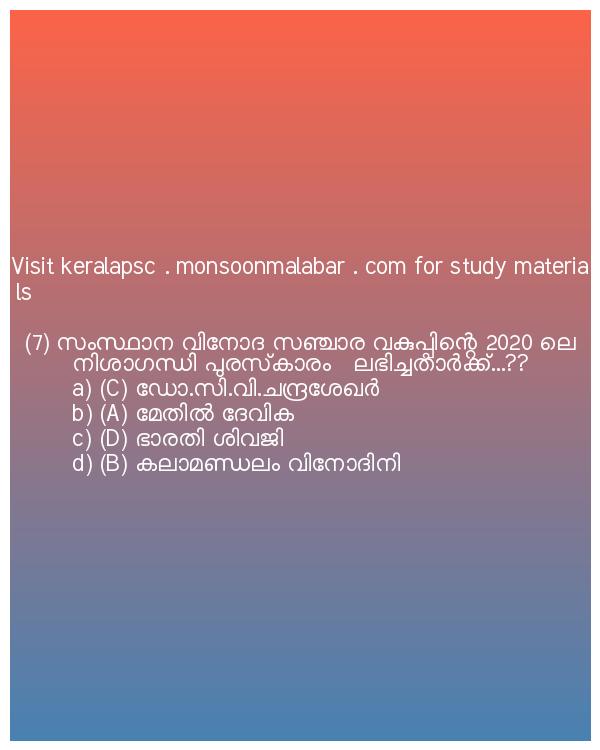 Visit keralapsc . monsoonmalabar . com for study materia
ls
(7) സംസ്ഥാന വിനോദ സഞ്ചാര വകുപ്പിന്റെ 2020 ലെ
നിശാഗന്ധി പുരസ്‌കാരം ലഭിച്ചതാർക്ക്...??
a) (C) ഡോ.സി.വി.ചന്ദ്രശേഖർ
b) (A) മേതിൽ ദേവിക
c) (D) ഭാരതി ശിവജി
d) (B) കലാമണ്ഡലം വിനോദിനി